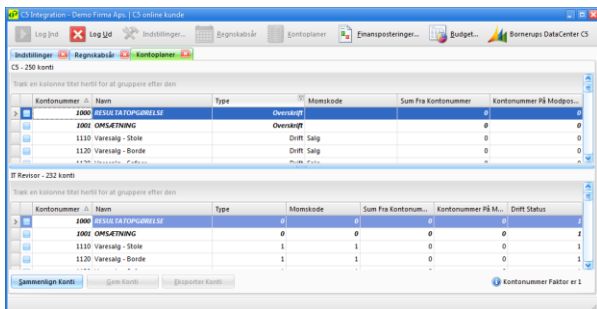 C5 Integration - Demo Firma Aps. | C5 online kunde
Log Ind Log Ud Indstillinger... Regnskabsår Kontoplaner Finansposteringer... Budget... Bornerups DataCenter C5
Indstillinger Regnskabsår Kontoplaner
C5 - 250 konti
Træk en kolonne titel hertil for at gruppere efter den
Kontonummer Navn Type Momskode Sum Fra Kontonummer Kontonummer På Modpos...
1000 RESULTATOPGØRELSE Overskrift 0 0
1001 OMSÆTNING Overskrift 0 0
1110 Varesalg - Stole Drift Salg 0 0
1120 Varesalg - Borde Drift Salg 0 0
IT Revisor - 232 konti
Træk en kolonne titel hertil for at gruppere efter den
Kontonummer Navn Type Momskode Sum Fra Kontonum... Kontonummer På M... Drift Status
1000 RESULTATOPGØRELSE 0 0 0 0 1
1001 OMSÆTNING 0 0 0 0 1
1110 Varesalg - Stole 1 1 0 0 1
1120 Varesalg - Borde 1 1 0 0 1
Sammenlign Konti Gem Konti Eksporter Konti Kontonummer Faktor er 1